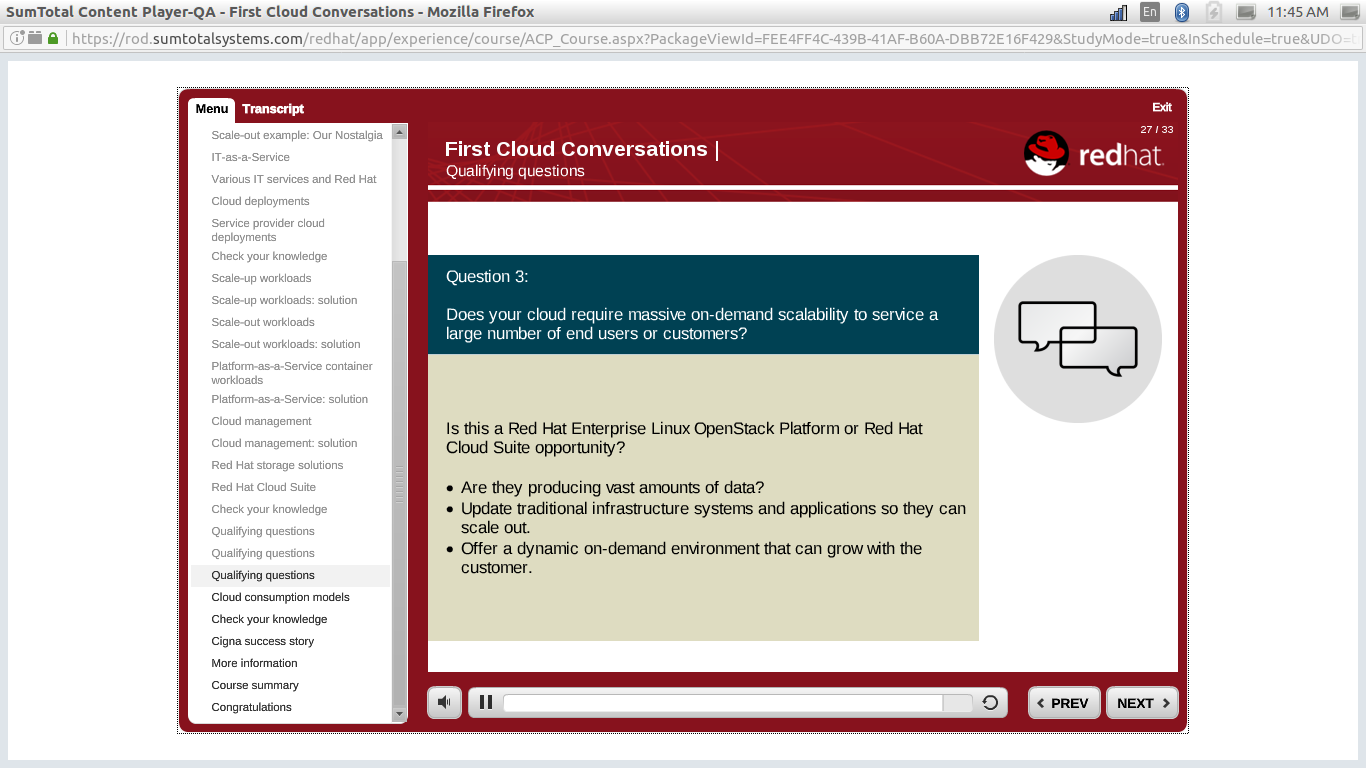 SumTotal Content Player-QA - First Cloud Conversations - Mozilla Firefox
En
11:45 AM
https://rod.sumtotalsystems.com/redhat/app/experience/course/ACP_Course.aspx?PackageViewId=FEE4FF4C-439B-41AF-B60A-DBB72E16F429&StudyMode=true&InSchedule=true&UDO=
Menu
Transcript
Exit
Scale-out example: Our Nostalgia
IT-as-a-Service
Various IT services and Red Hat
Cloud deployments
Service provider cloud
deployments
Check your knowledge
Scale-up workloads
Scale-up workloads: solution
Scale-out workloads
Scale-out workloads: solution
Platform-as-a-Service container
workloads
Platform-as-a-Service: solution
Cloud management
Cloud management: solution
Red Hat storage solutions
Red Hat Cloud Suite
Check your knowledge
Qualifying questions
Qualifying questions
Qualifying questions
Cloud consumption models
Check your knowledge
Cigna success story
More information
Course summary
Congratulations
27 / 33
First Cloud Conversations |
Qualifying questions
redhat.
Question 3:
Does your cloud require massive on-demand scalability to service a
large number of end users or customers?
Is this a Red Hat Enterprise Linux OpenStack Platform or Red Hat
Cloud Suite opportunity?
• Are they producing vast amounts of data?
• Update traditional infrastructure systems and applications so they can
scale out.
• Offer a dynamic on-demand environment that can grow with the
customer.
PREV
NEXT